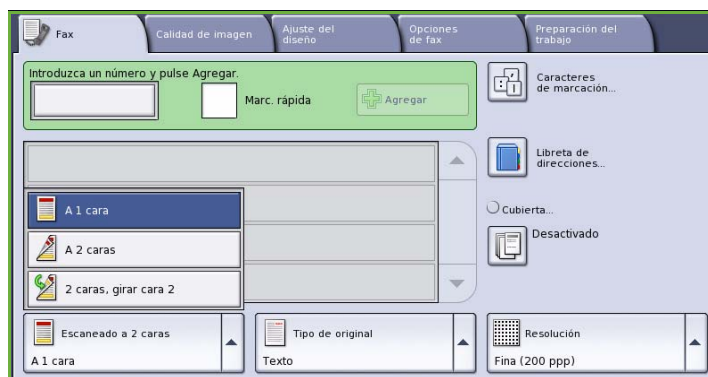 Fax
Calidad de imagen
Ajuste del
diseño
Opciones
de fax
Preparación del
trabajo
Introduzca un número y pulse Agregar.
Marc. rápida
Agregar
Caracteres
de marcación...
Libreta de
direcciones...
Cubierta...
Desactivado
A 1 cara
A 2 caras
2 caras, girar cara 2
Escaneado a 2 caras
A 1 cara
Tipo de original
Texto
Resolución
Fina (200 ppp)